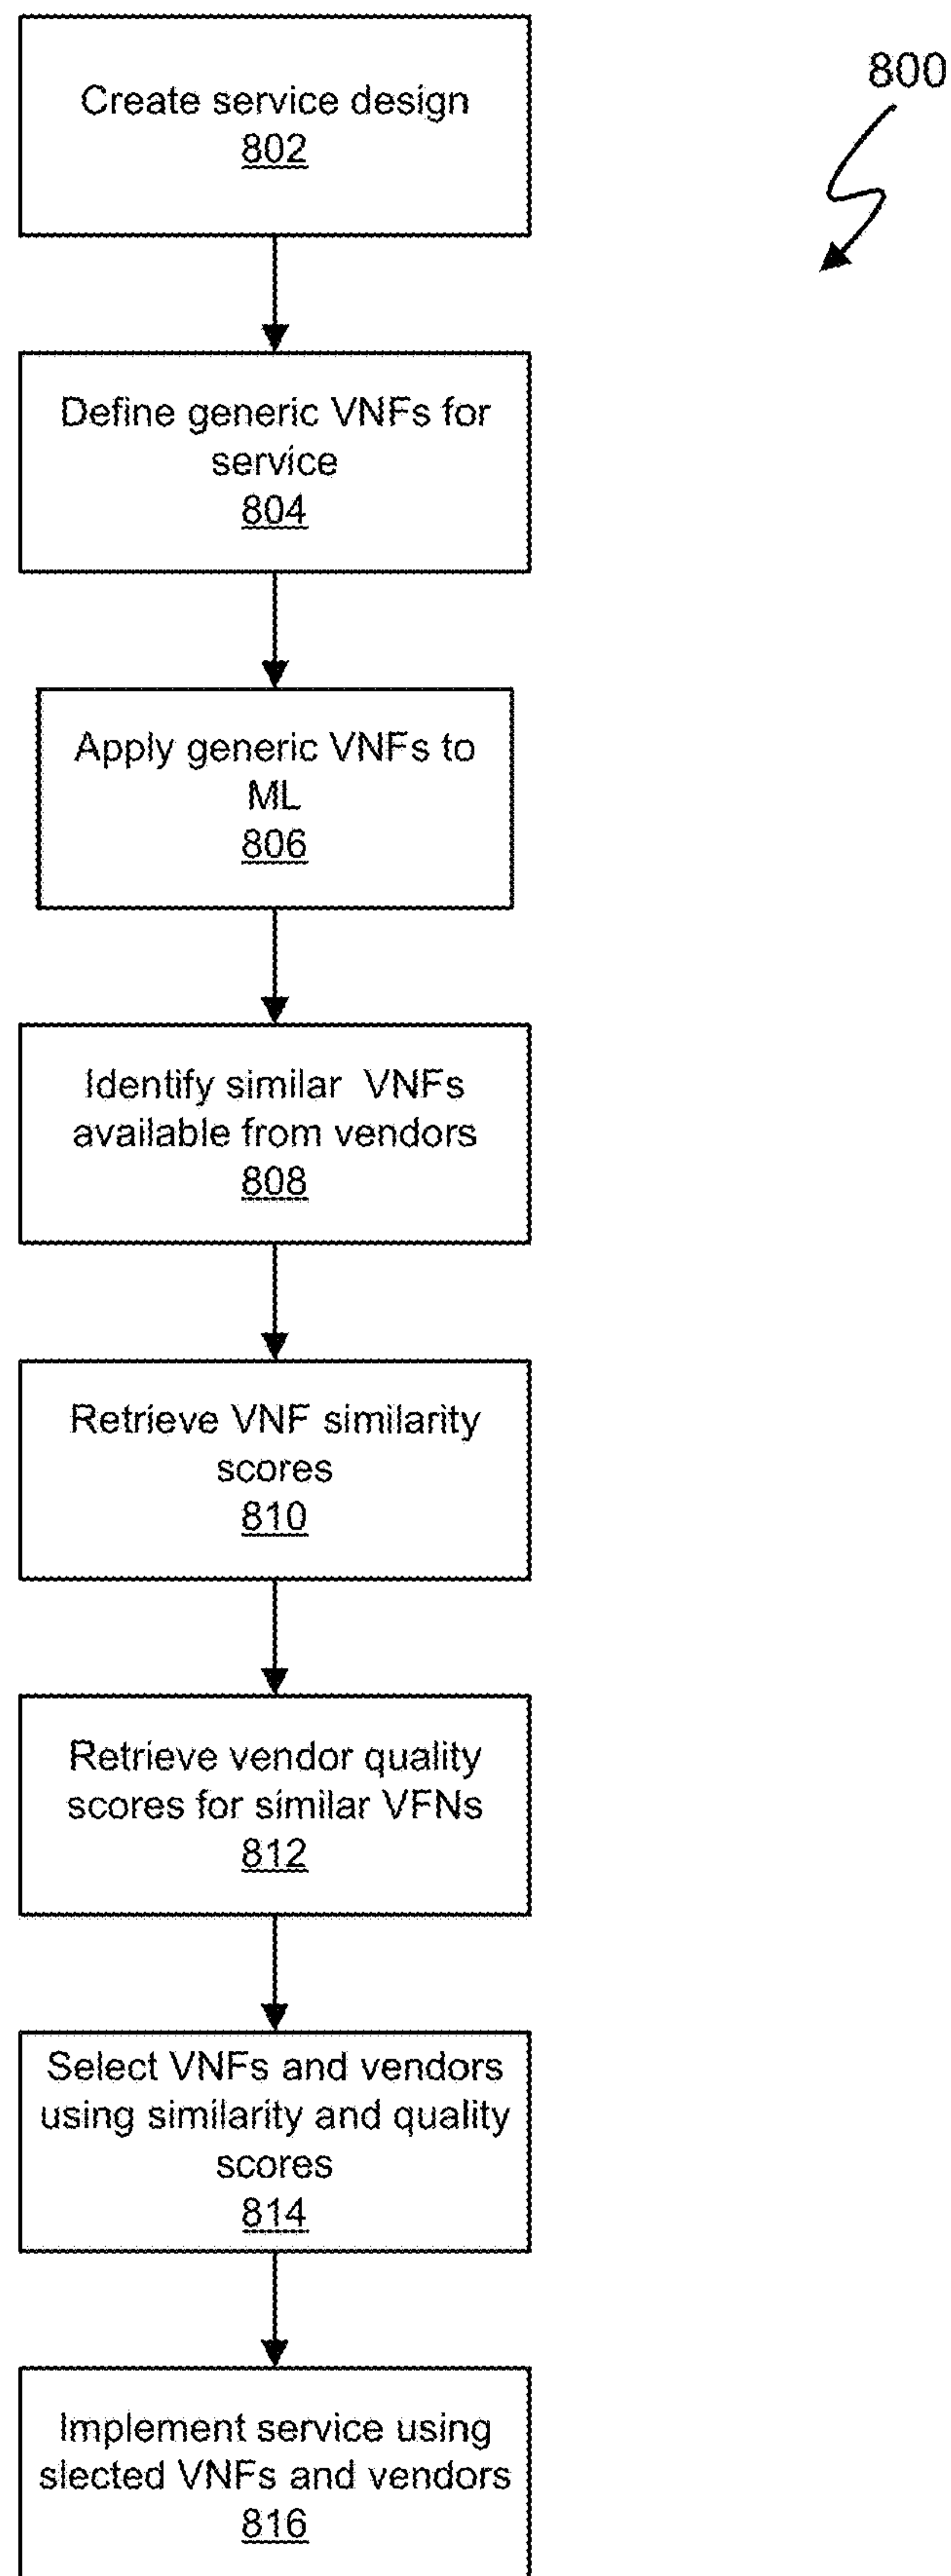 800
Create service design
802
Define generic VNFs for
service
804
Apply generic VNFs to
ML
806
Identify similar VNFs
available from vendors
808
Retrieve VNF similarity
scores
810
Retrieve vendor quality
scores for similar VFNs
812
Select VNFs and vendors
using similarity and quality
scores
814
Implement service using
slected VNFs and vendors
816